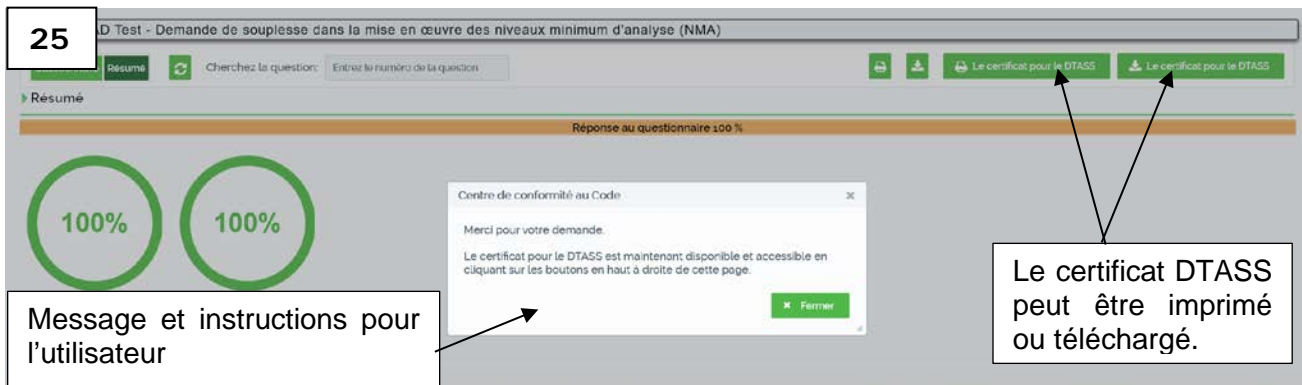 25
AD Test - Demande de souplesse dans la mise en œuvre des niveaux minimum d'analyse (NMA)
Résumé
Cherchez la question:
Entrez le numéro de la question
Le certificat pour le DTASS
Le certificat pour le DTASS
Résumé
Réponse au questionnaire 100 %
100%
100%
Centre de conformité au Code
Merci pour votre demande.
Le certificat pour le DTASS est maintenant disponible et accessible en
cliquant sur les boutons en haut à droite de cette page.
Fermer
Message et instructions pour
l'utilisateur
Le certificat DTASS
peut être imprimé
ou téléchargé.